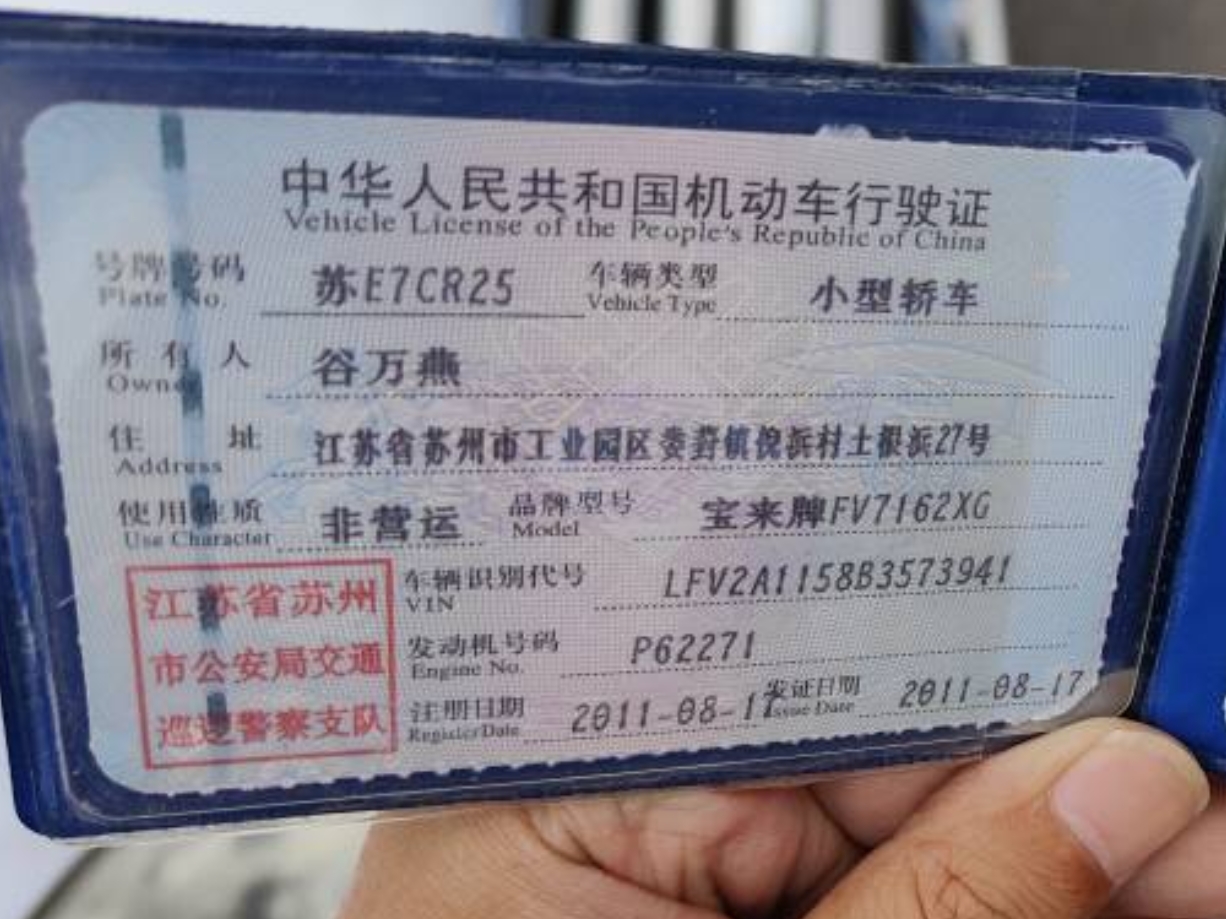 中华人民共和国机动车行驶证
Vehicle License of the People's Republic of China
号牌号码 苏E7CR25 车辆类型 小型轿车
Plate No. Vehicle Type
所有人 谷万燕
Owner
住址 江苏省苏州市工业园区娄葑镇倪浜村土根浜27号
Address
使用性质 非营运 品牌型号 宝来牌FV7162XG
Use Character Model
车辆识别代号 LFV2A1158B3573941
VIN
发动机号码 P62271
Engine No.
注册日期 2011-08-17 发证日期 2011-08-17
Register Date Issue Date
江苏省苏州
市公安局交通
巡逻警察支队